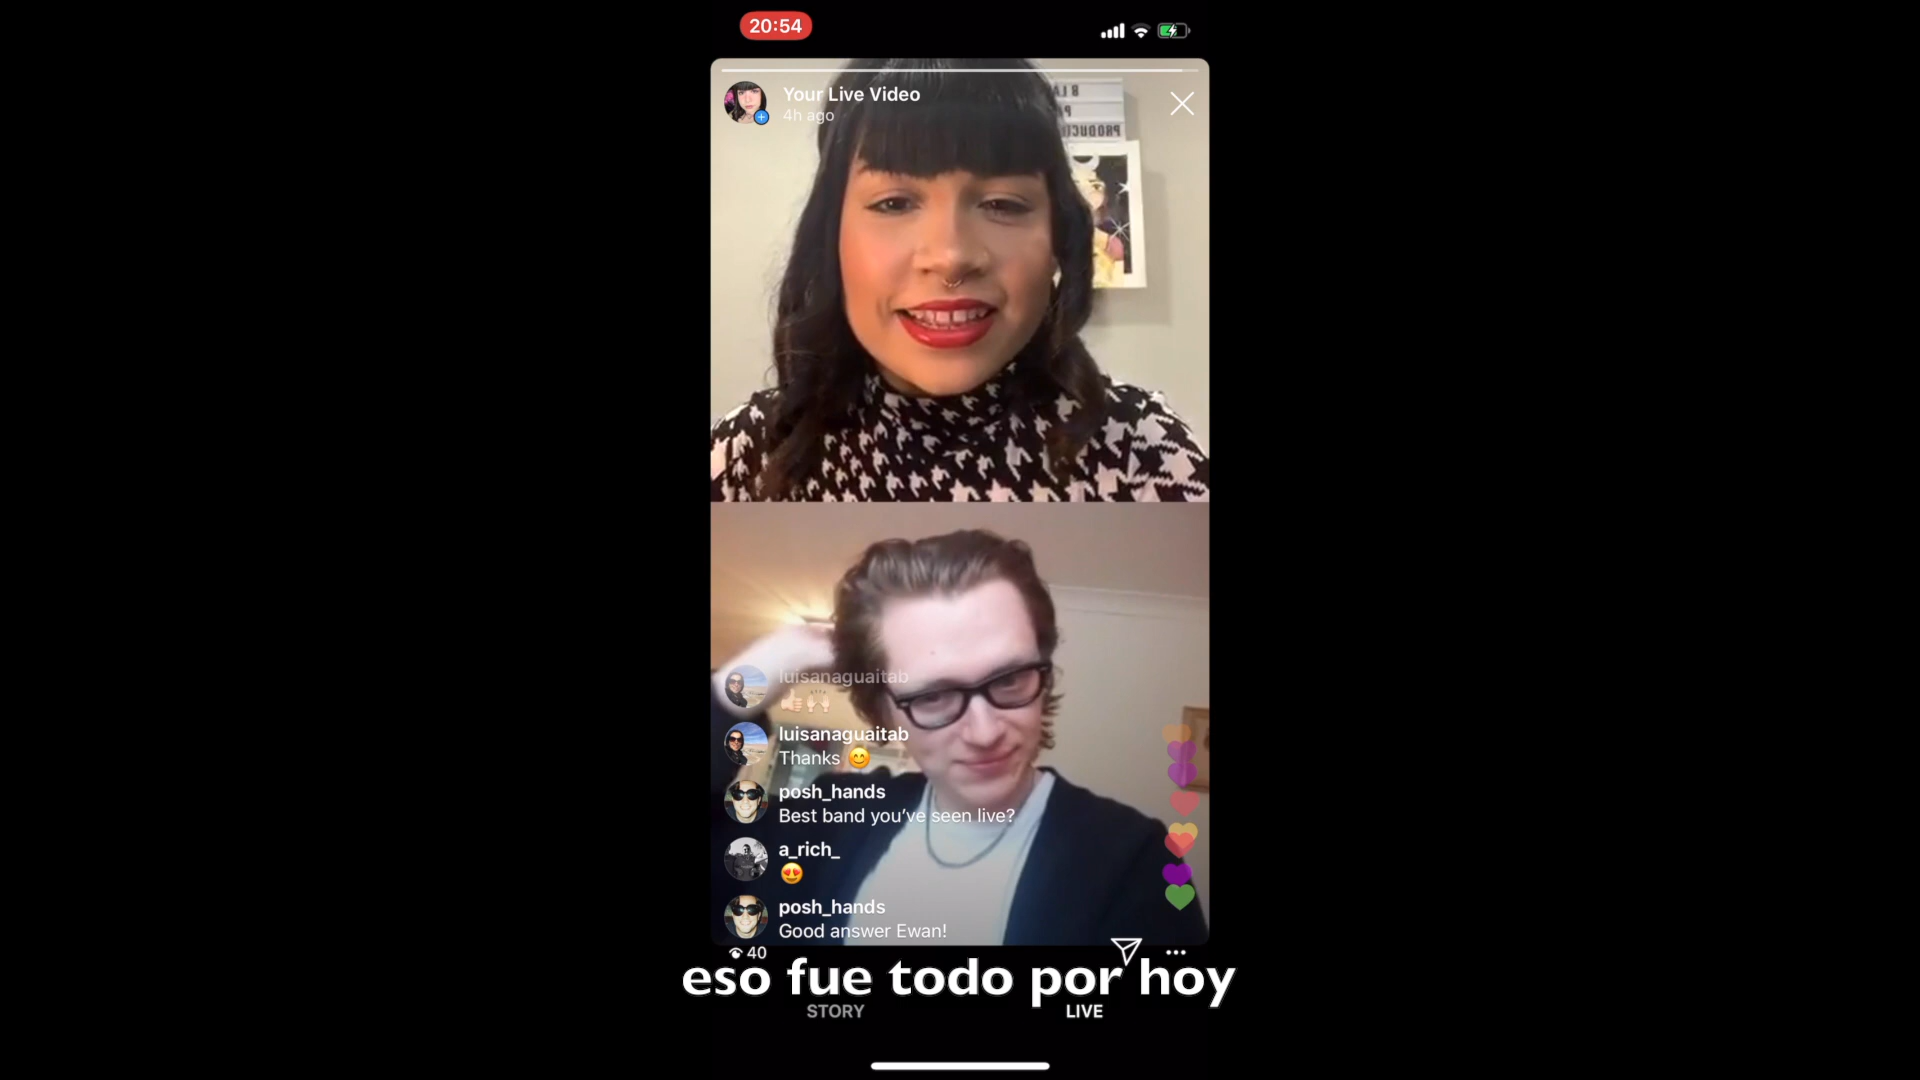 20:54
Your Live Video
4h ago
luisanaguaitab
luisanaguaitab
Thanks 😊
posh_hands
Best band you've seen live?
a_rich_
😍
posh_hands
Good answer Ewan!
40
eso fue todo por hoy
STORY
LIVE